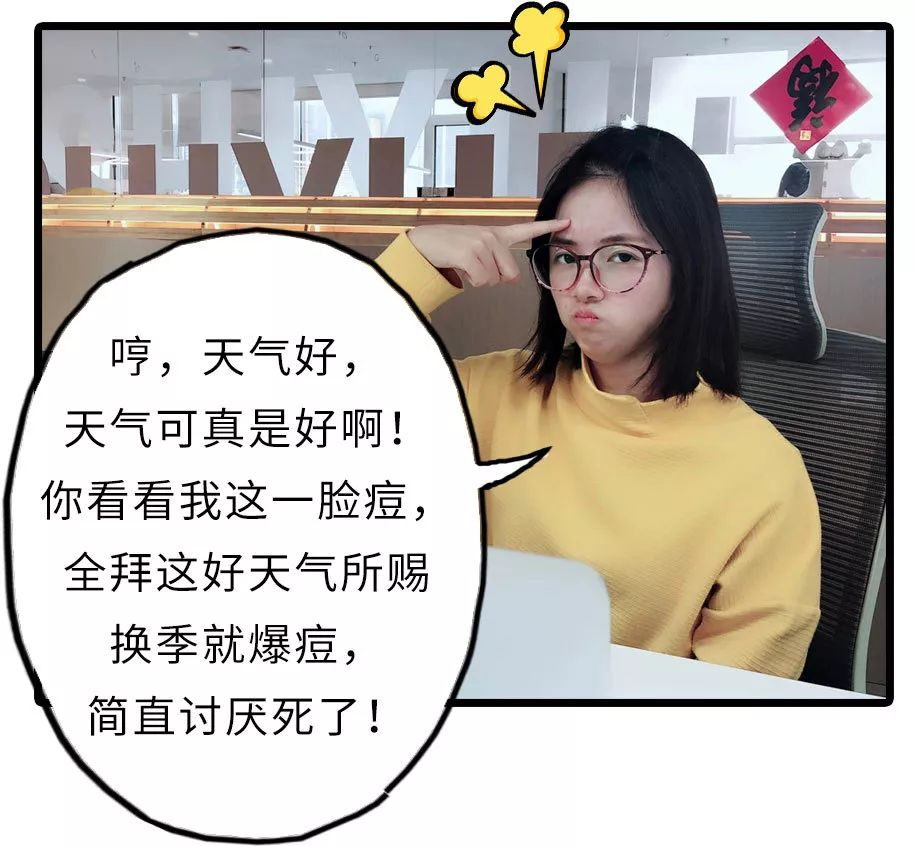 哼，天气好，
天气可真是好啊！
你看看我这一脸痘，
全拜这好天气所赐
换季就爆痘，
简直讨厌死了！